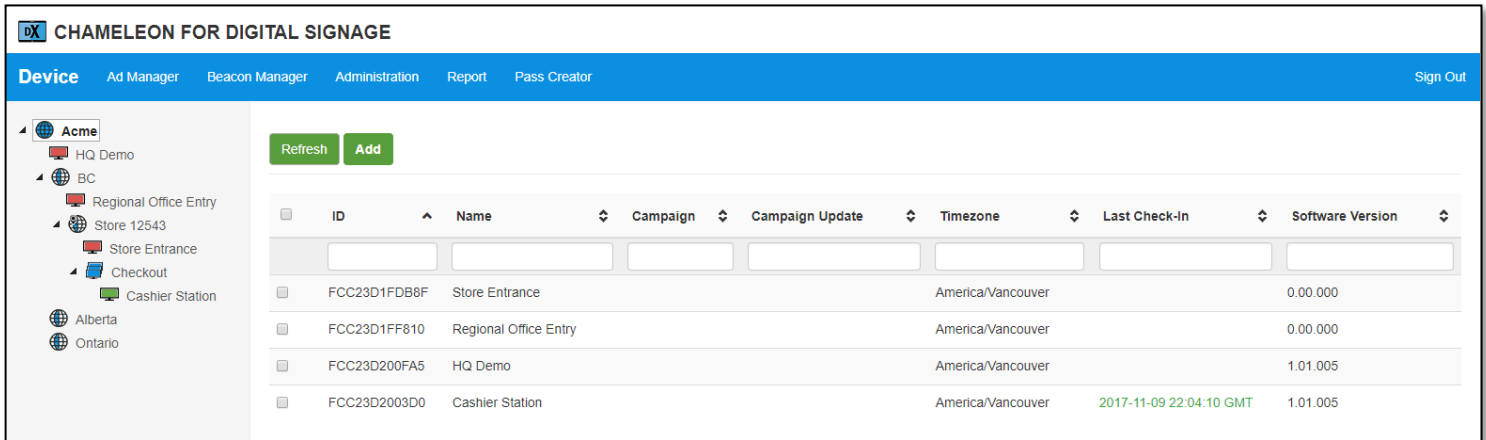 DX CHAMELEON FOR DIGITAL SIGNAGE
Device Ad Manager Beacon Manager Administration Report Pass Creator Sign Out
Acme
HQ Demo
BC
Regional Office Entry
Store 12543
Store Entrance
Checkout
Cashier Station
Alberta
Ontario
Refresh Add
ID Name Campaign Campaign Update Timezone Last Check-In Software Version
FCC23D1FDB8F Store Entrance America/Vancouver 0.00.000
FCC23D1FF810 Regional Office Entry America/Vancouver 0.00.000
FCC23D200FA5 HQ Demo America/Vancouver 1.01.005
FCC23D2003D0 Cashier Station America/Vancouver 2017-11-09 22:04:10 GMT 1.01.005